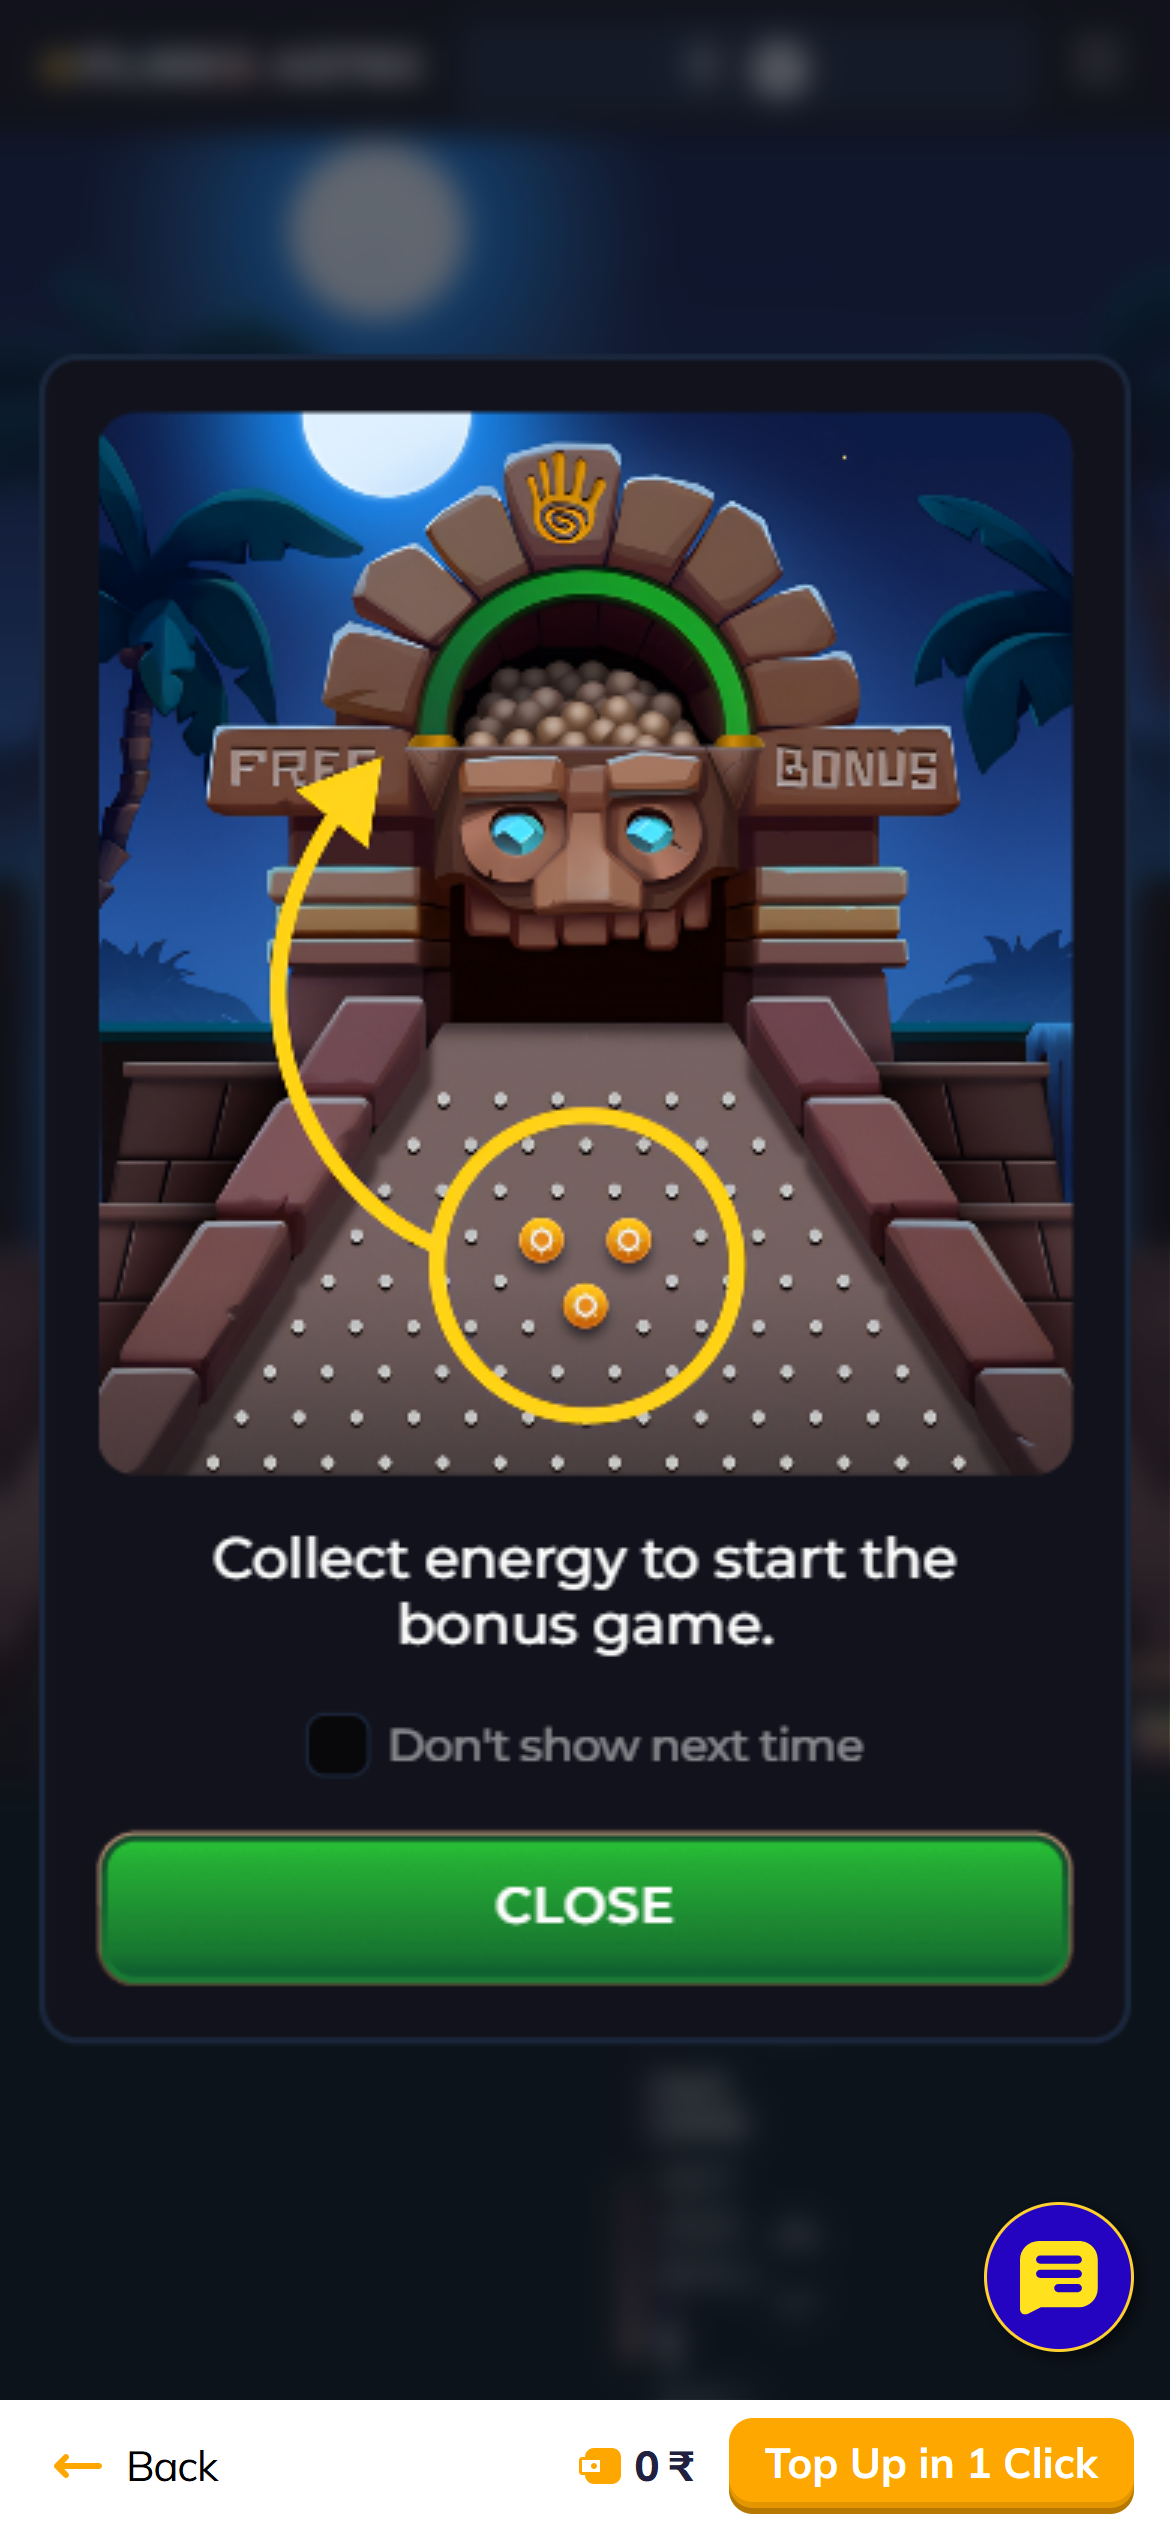 FREE BONUS
Collect energy to start the
bonus game.
Don't show next time
CLOSE
Back 0 ₹ Top Up in 1 Click